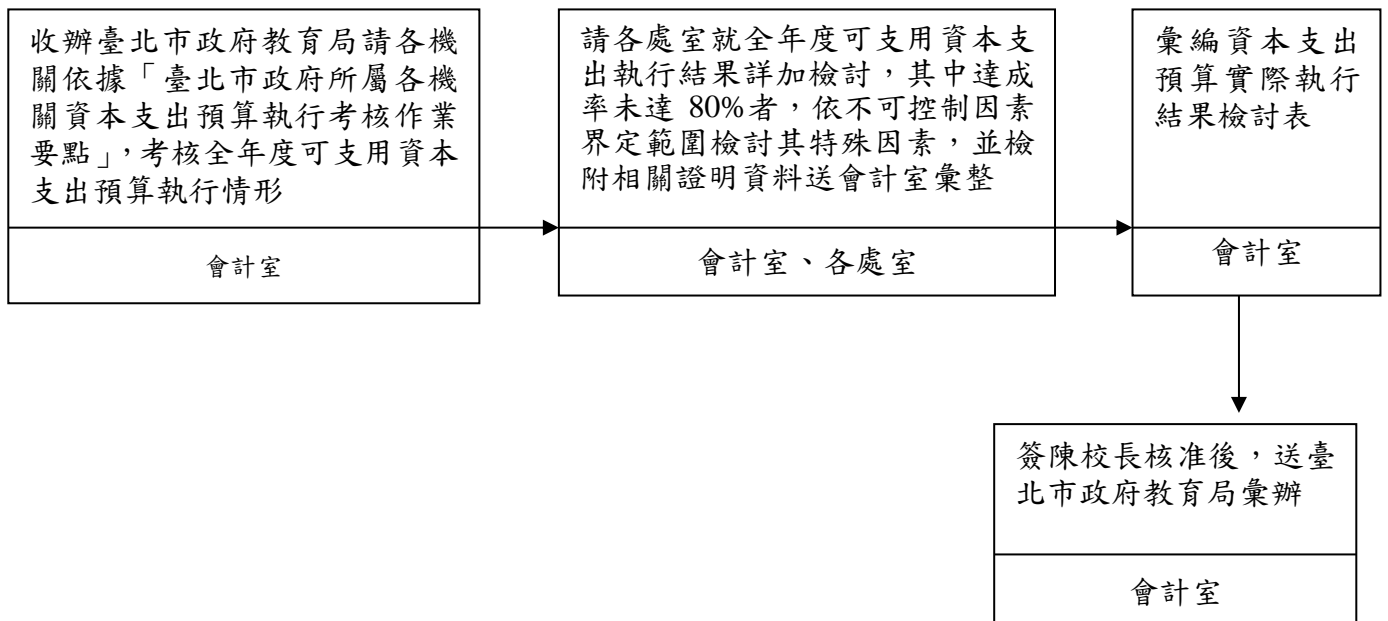 收辦臺北市政府教育局請各機
關依據「臺北市政府所屬各機
關資本支出預算執行考核作業
要點」，考核全年度可支用資本
支出預算執行情形
會計室
請各處室就全年度可支用資本支
出執行結果詳加檢討，其中達成
率未達 80%者，依不可控制因素
界定範圍檢討其特殊因素，並檢
附相關證明資料送會計室彙整
會計室、各處室
彙編資本支出
預算實際執行
結果檢討表
會計室
簽陳校長核准後，送臺
北市政府教育局彙辦
會計室